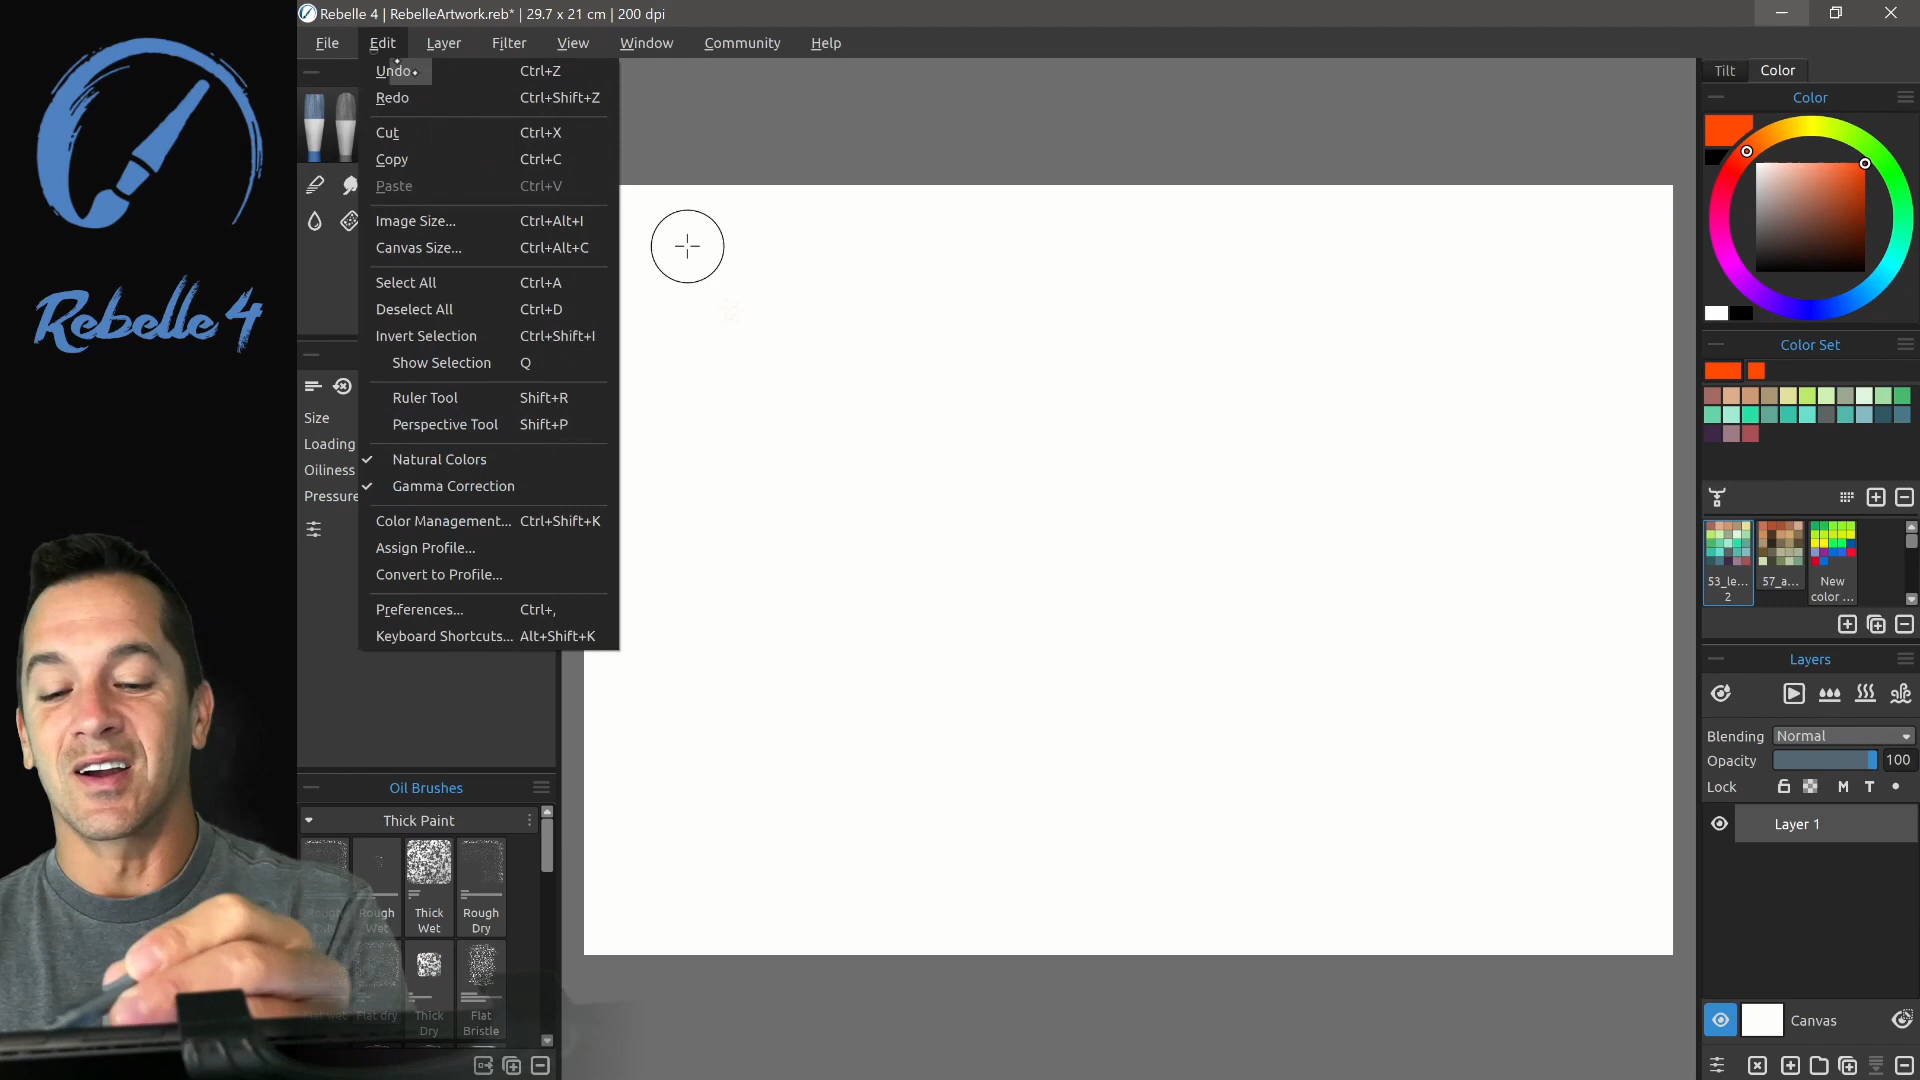 Rebelle 4 | RebelleArtwork.reb* | 29.7 x 21 cm | 200 dpi
File Edit Layer Filter View Window Community Help
Rebelle 4
Undo Ctrl+Z
Redo Ctrl+Shift+Z
Cut Ctrl+X
Copy Ctrl+C
Paste Ctrl+V
Image Size... Ctrl+Alt+I
Canvas Size... Ctrl+Alt+C
Select All Ctrl+A
Deselect All Ctrl+D
Invert Selection Ctrl+Shift+I
Show Selection Q
Ruler Tool Shift+R
Perspective Tool Shift+P
Natural Colors
Gamma Correction
Color Management... Ctrl+Shift+K
Assign Profile...
Convert to Profile...
Preferences... Ctrl+,
Keyboard Shortcuts... Alt+Shift+K
Size
Loading
Oiliness
Pressure
Oil Brushes
Thick Paint
Rough Wet
Thick Wet
Rough Dry
Flat wet
Flat dry
Thick Dry
Flat Bristle
Tilt Color
Color
Color Set
53_le... 2
57_a...
New color ...
Layers
Blending Normal
Opacity 100
Lock M T
Layer 1
Canvas